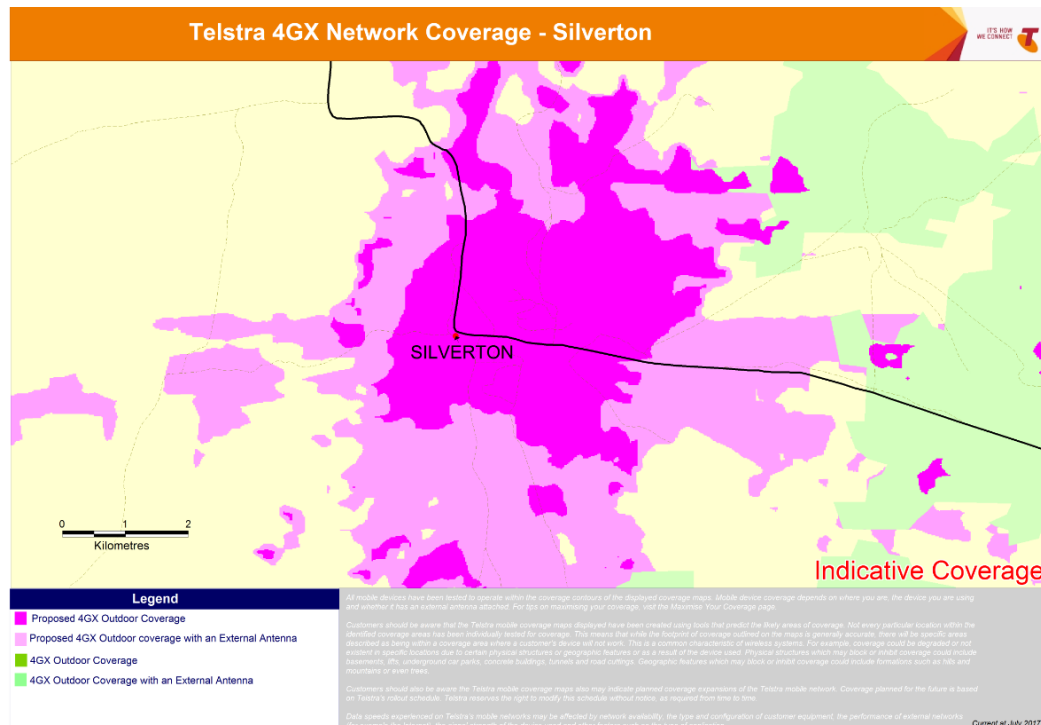 Telstra 4GX Network Coverage - Silverton
IT'S HOW
WE CONNECT
SILVERTON
0 1 2
Kilometres
Indicative Coverage
Legend
Proposed 4GX Outdoor Coverage
Proposed 4GX Outdoor coverage with an External Antenna
4GX Outdoor Coverage
4GX Outdoor Coverage with an External Antenna
All mobile devices have been tested to operate within the coverage contours of the displayed coverage maps. Mobile device coverage depends on where you are, the device you are using
and whether it has an external antenna attached. For tips on maximising your coverage, visit the Maximise Your Coverage page.
Customers should be aware that the Telstra mobile coverage maps displayed have been created using tools that predict the likely areas of coverage. Not every particular location within the
identified coverage areas has been individually tested for coverage. This means that while the footprint of coverage outlined on the maps is generally accurate, there will be specific areas
described as being within a coverage area where a customer's device will not work. This is a common characteristic of wireless systems. For example, coverage could be degraded or not
existent in specific locations due to certain physical structures or geographic features or as a result of the device used. Physical structures which may block or inhibit coverage could include
basements, lifts, underground car parks, concrete buildings, tunnels and road cuttings. Geographic features which may block or inhibit coverage could include formations such as hills and
mountains or even trees.
Customers should also be aware the Telstra mobile coverage maps also may indicate planned coverage expansions of the Telstra mobile network. Coverage planned for the future is based
on Telstra's rollout schedule. Telstra reserves the right to modify this schedule without notice, as required from time to time.
Data speeds experienced on Telstra's mobile networks may be affected by network availability, the type and configuration of customer equipment, the performance of external networks
Current at July 2017